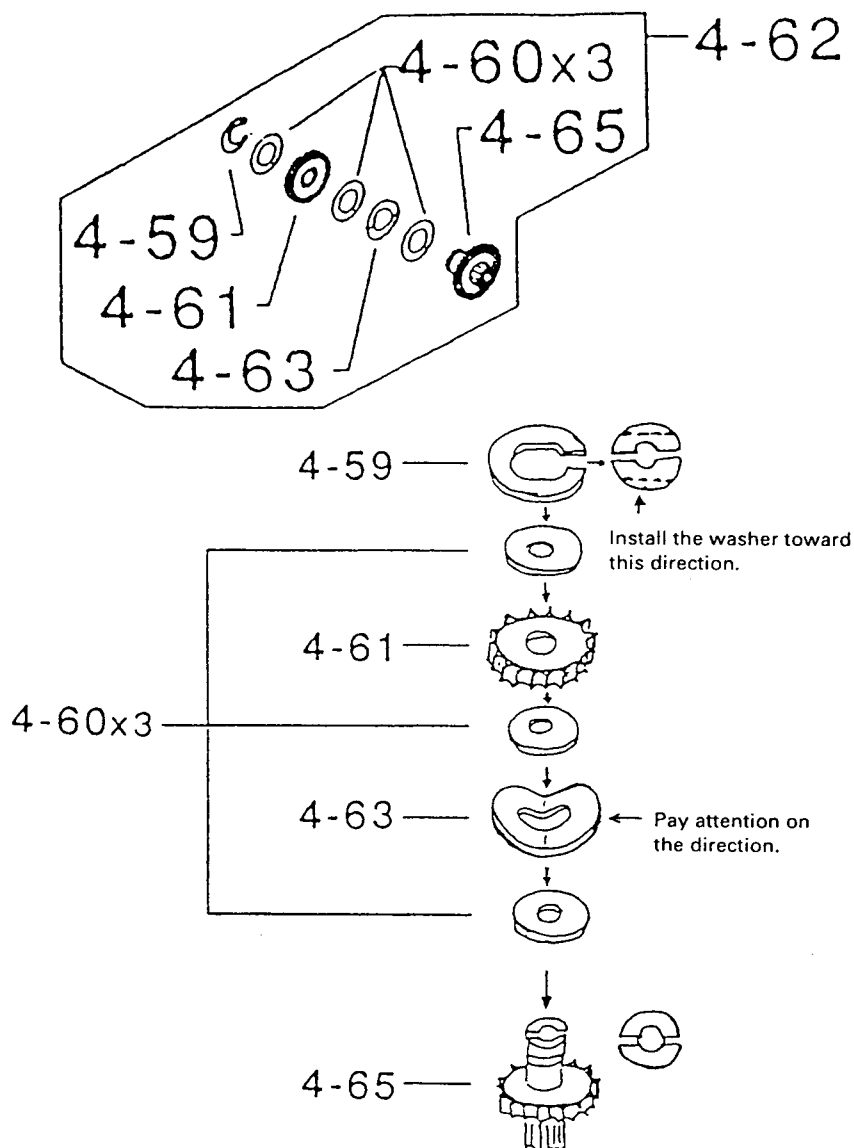 4-62
4-60x3
4-65
4-59
4-61
4-63
4-59
Install the washer toward
this direction.
4-61
4-60x3
4-63
Pay attention on
the direction.
4-65